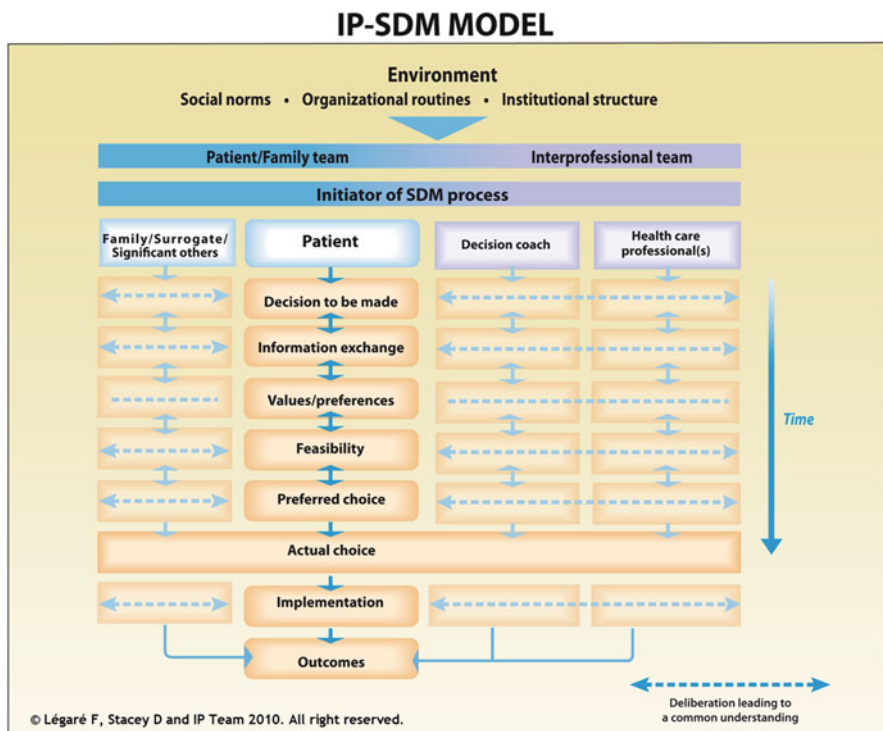 IP-SDM MODEL
Environment
Social norms • Organizational routines • Institutional structure
Patient/Family team
Interprofessional team
Initiator of SDM process
Family/Surrogate/
Significant others
Patient
Decision coach
Health care
professional(s)
Decision to be made
Information exchange
Values/preferences
Time
Feasibility
Preferred choice
Actual choice
Implementation
Outcomes
Deliberation leading to
a common understanding
© Légaré F, Stacey D and IP Team 2010. All right reserved.